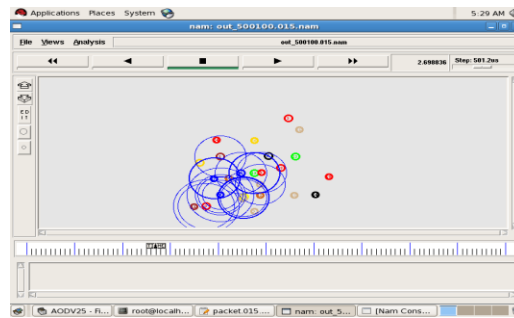 Applications Places System
5:29 AM
nam: out_500100.015.nam
File Views Analysis
out_500100.015.nam
2.698836
Step: 501.2us
AODV25 - Fi...
root@localh...
packet.015....
nam: out_5...
[Nam Cons...